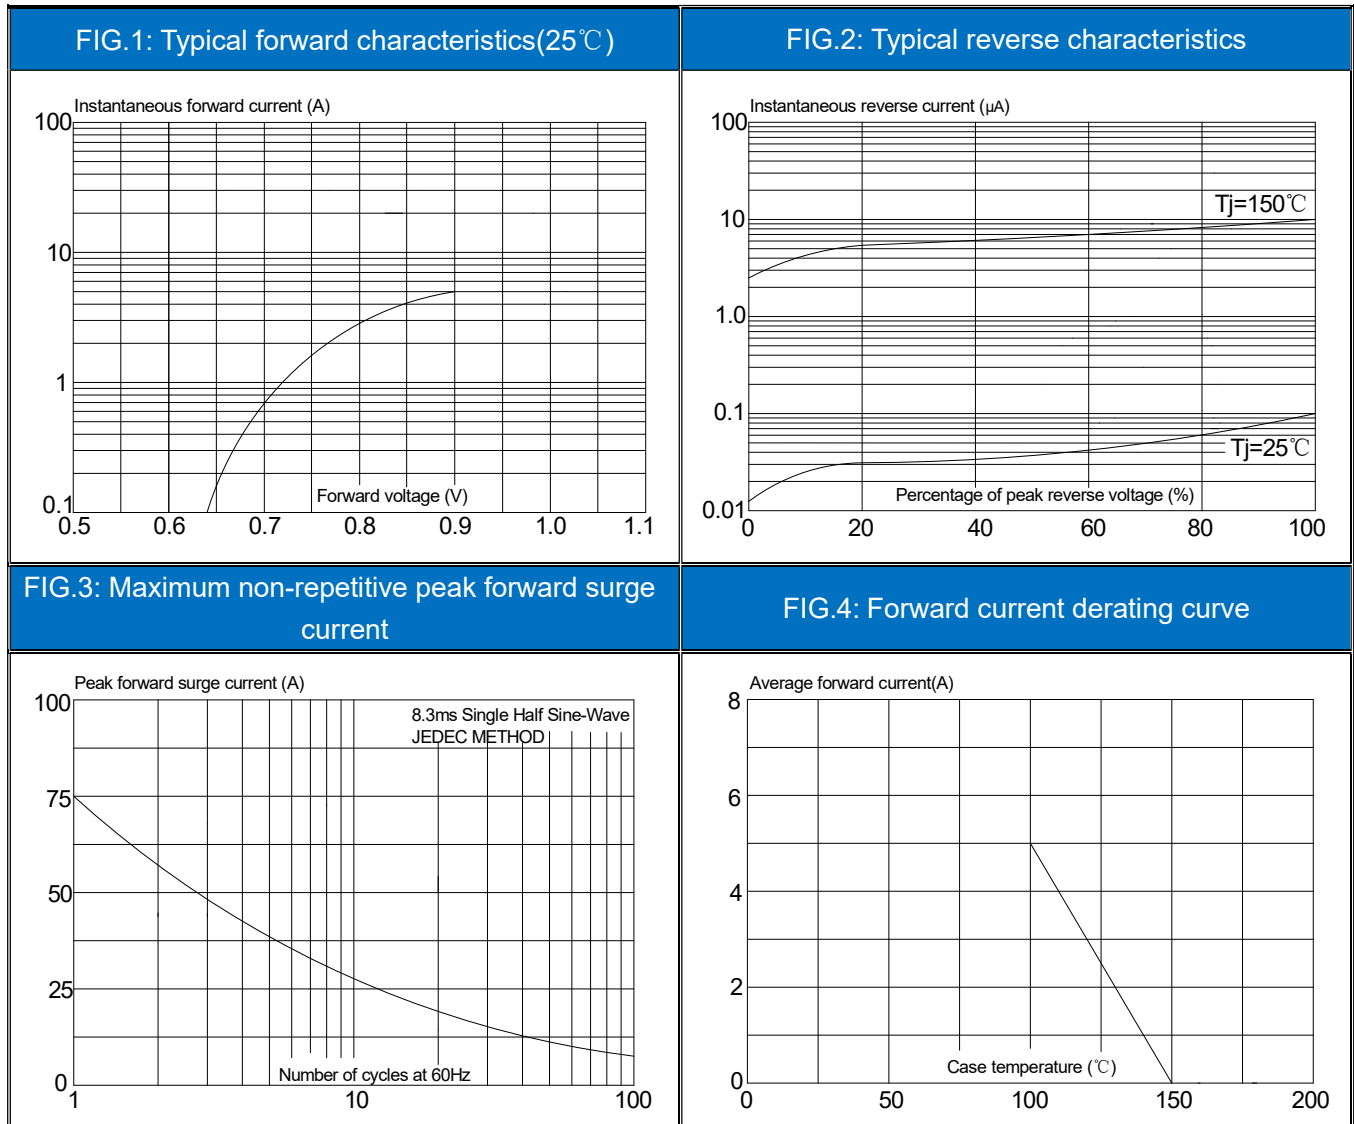 FIG.1: Typical forward characteristics(25℃)
Instantaneous forward current (A)
100
10
1
0.1
Forward voltage (V)
0.5 0.6 0.7 0.8 0.9 1.0 1.1
FIG.2: Typical reverse characteristics
Instantaneous reverse current (μA)
100
Tj=150℃
10
1.0
0.1
Tj=25℃
Percentage of peak reverse voltage (%)
0.01
0 20 40 60 80 100
FIG.3: Maximum non-repetitive peak forward surge
current
Peak forward surge current (A)
100
8.3ms Single Half Sine-Wave
JEDEC METHOD
75
50
25
Number of cycles at 60Hz
0
1 10 100
FIG.4: Forward current derating curve
Average forward current(A)
8
6
4
2
Case temperature (℃)
0
0 50 100 150 200